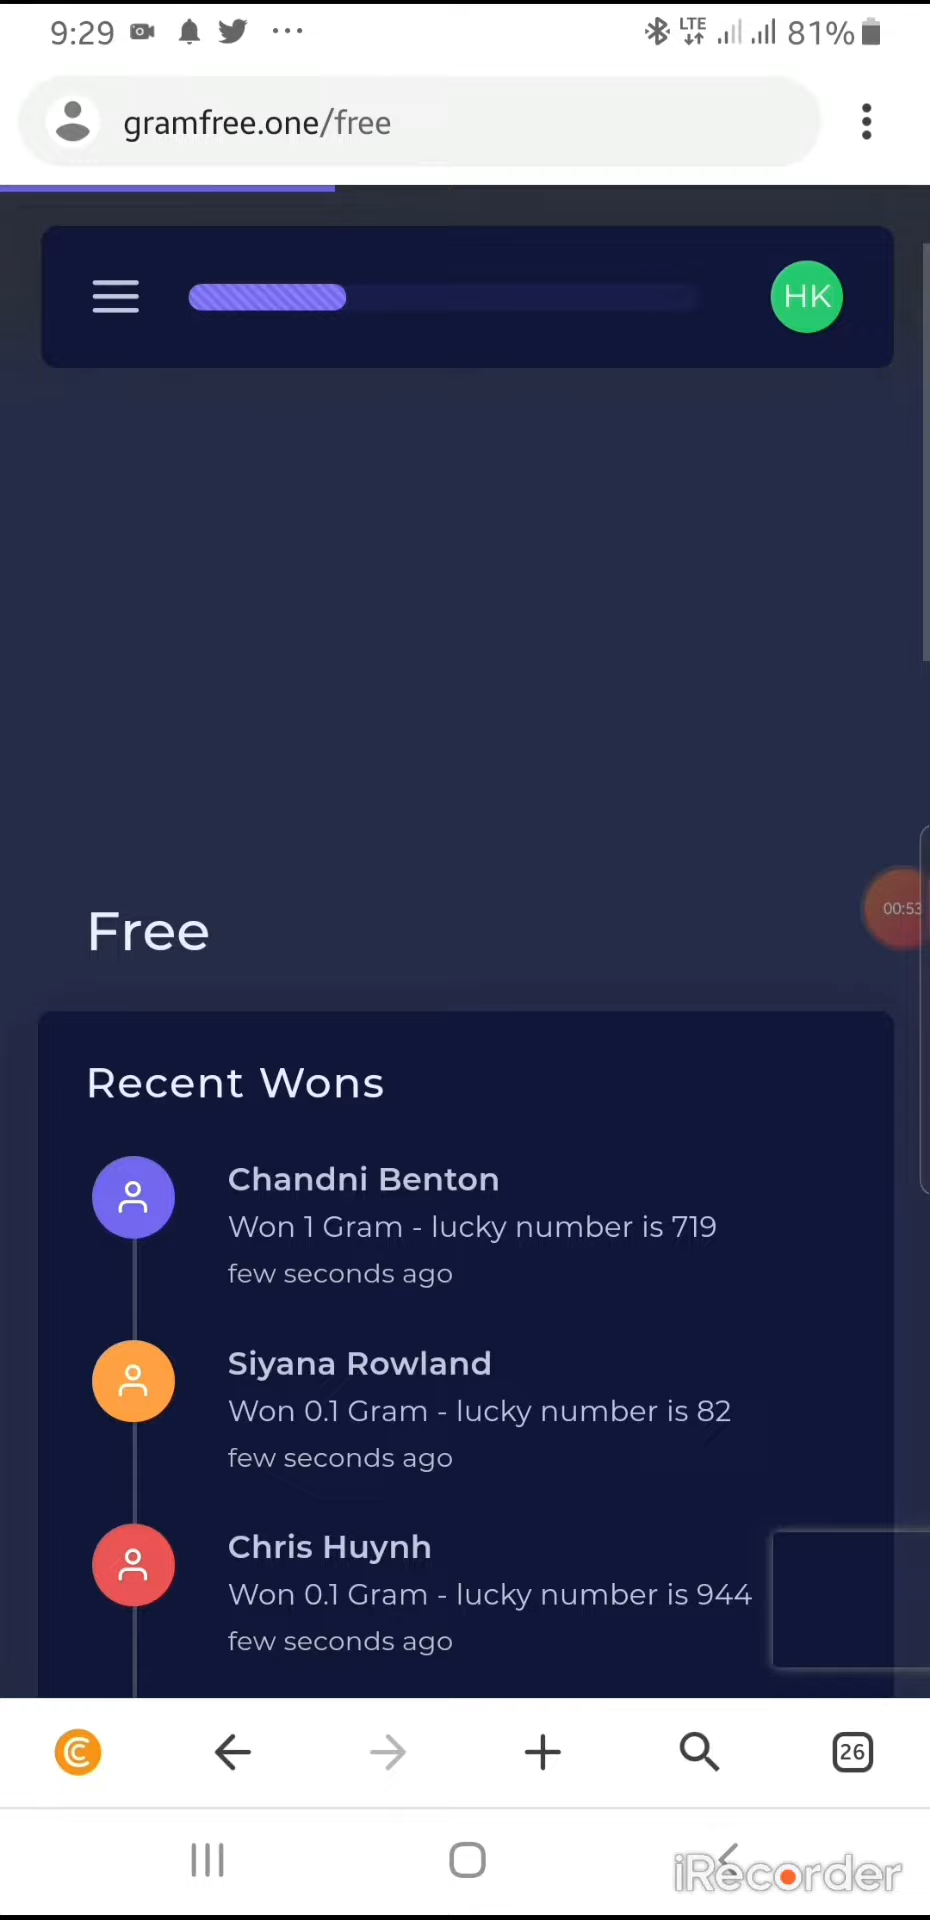 9:29 LTE 81%
gramfree.one/free
HK
Free
00:53
Recent Wons
Chandni Benton
Won 1 Gram - lucky number is 719
few seconds ago
Siyana Rowland
Won 0.1 Gram - lucky number is 82
few seconds ago
Chris Huynh
Won 0.1 Gram - lucky number is 944
few seconds ago
26
iRecorder